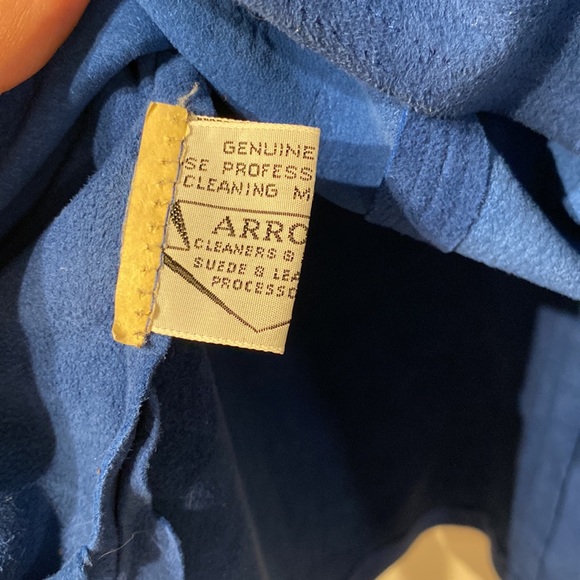 GENUINE
SE PROFESS
CLEANING M
ARRO
CLEANERS &
SUEDE & LEA
PROCESSO